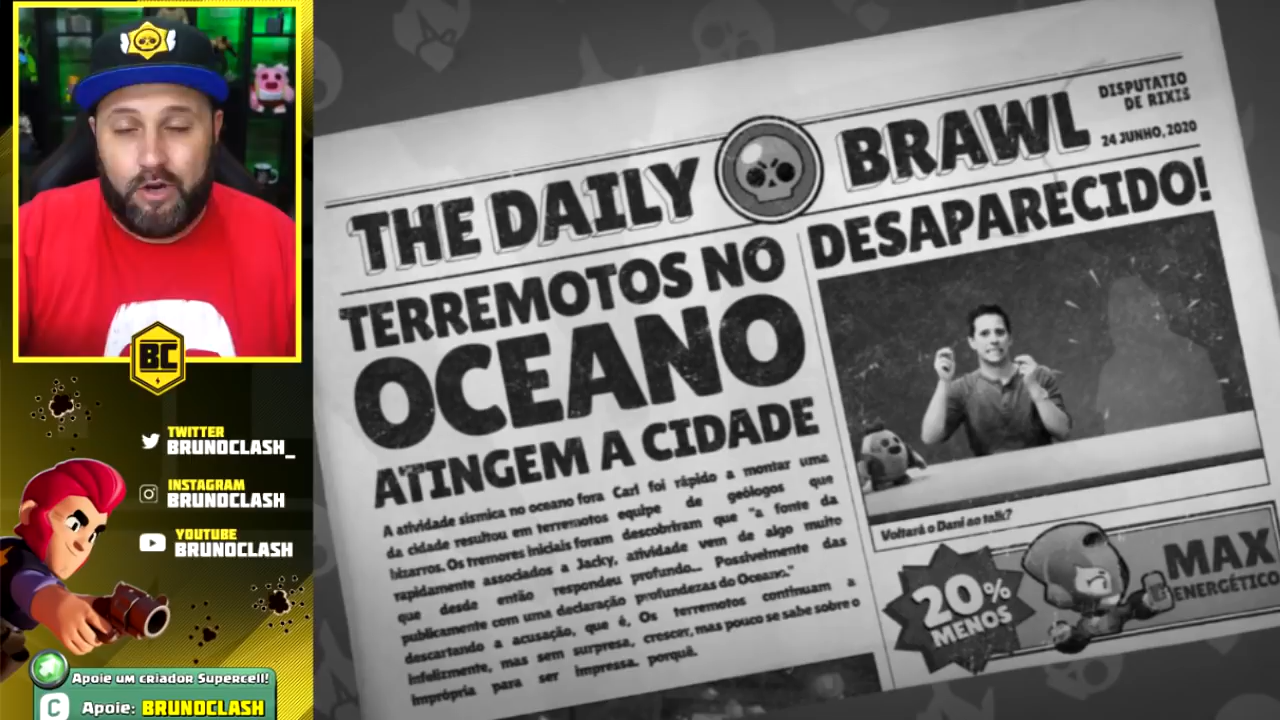 THE DAILY BRAWL
DISPUTATIO
DE RIXIS
24 JUNHO, 2020
TERREMOTOS NO
OCEANO
ATINGEM A CIDADE
A atividade sísmica no oceano fora
da cidade resultou em terremotos
bizarros. Os tremores iniciais foram
rapidamente associados a Jacky,
que desde então respondeu
publicamente com uma declaração
descartando a acusação, que é,
infelizmente, mas sem surpresa,
imprópria para ser impressa.
Carl foi rápido a montar uma
equipe de geólogos que
descobriram que "a fonte da
atividade vem de algo muito
profundo... Possivelmente das
profundezas do Oceano."
Os terremotos continuam a
crescer, mas pouco se sabe sobre o
porquê.
DESAPARECIDO!
Voltará o Dani ao talk?
20%
MENOS
MAX
ENERGÉTICO
BC
TWITTER
BRUNOCLASH_
INSTAGRAM
BRUNOCLASH
YOUTUBE
BRUNOCLASH
Apoie um criador Supercell!
C
Apoie: BRUNOCLASH